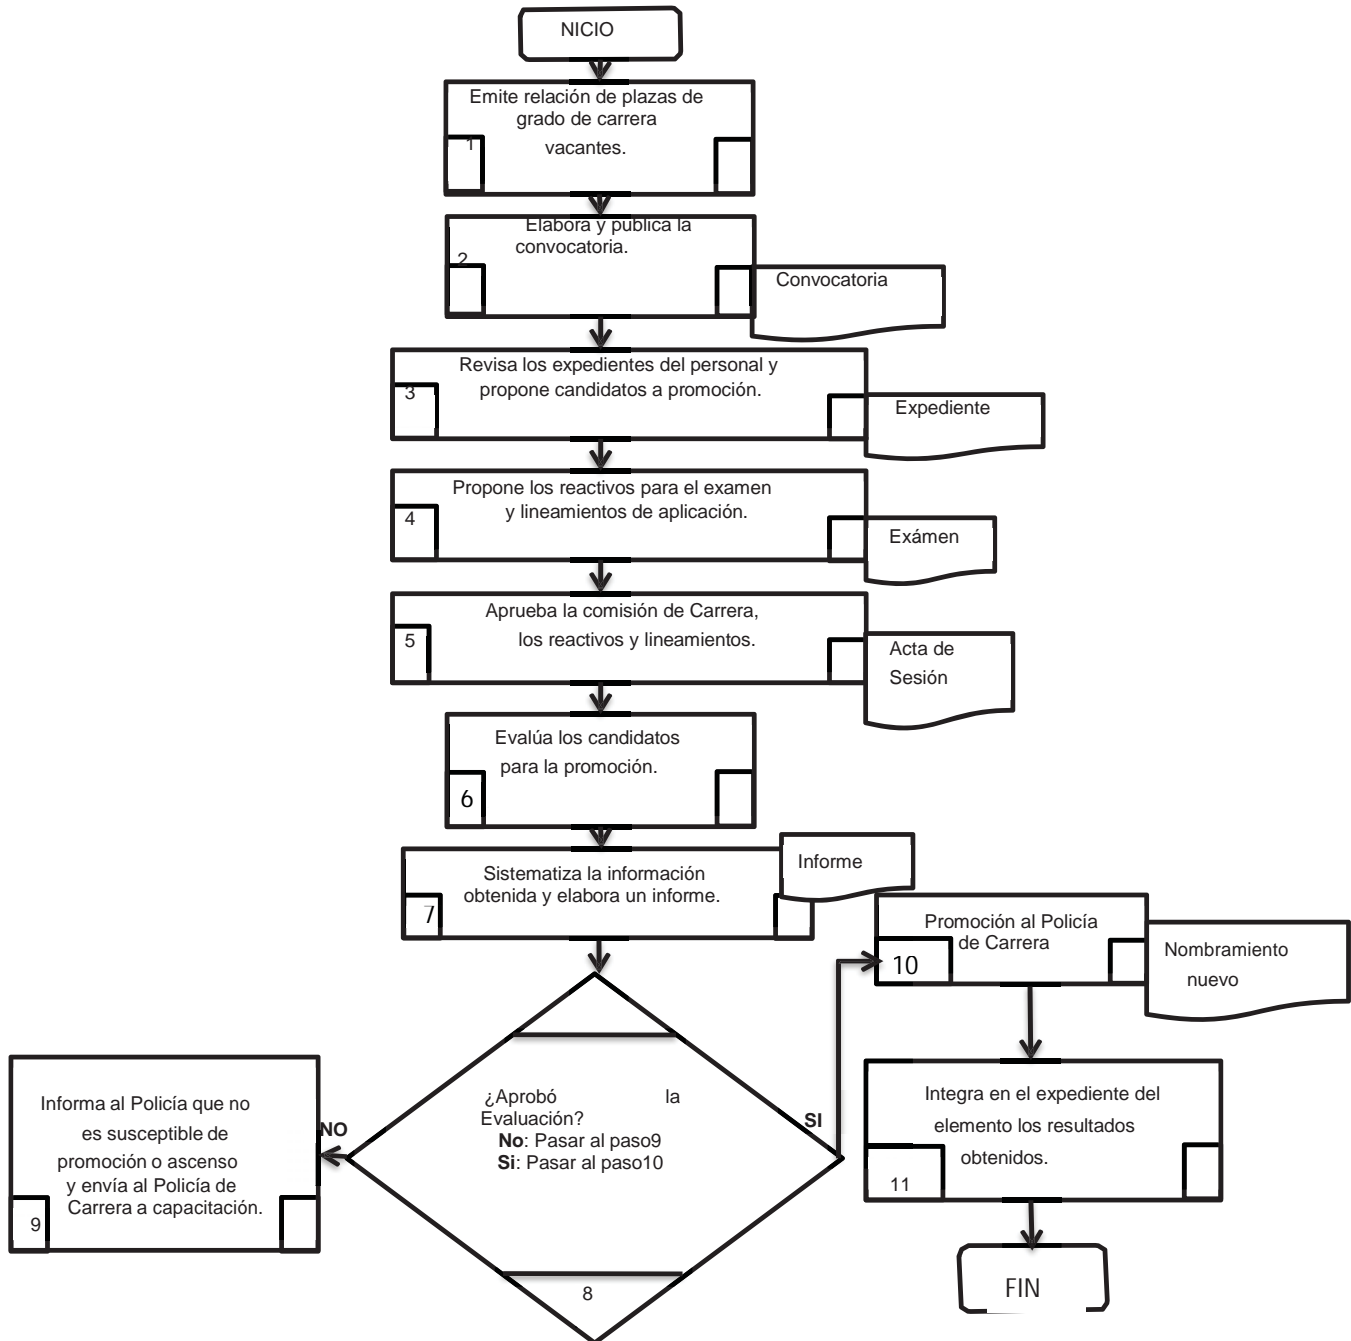 NICIO
Emite relación de plazas de
grado de carrera
vacantes.
1
Elabora y publica la
convocatoria.
2
Convocatoria
Revisa los expedientes del personal y
propone candidatos a promoción.
3
Expediente
Propone los reactivos para el examen
y lineamientos de aplicación.
4
Exámen
Aprueba la comisión de Carrera,
los reactivos y lineamientos.
5
Acta de
Sesión
Evalúa los candidatos
para la promoción.
6
Sistematiza la información
obtenida y elabora un informe.
7
Informe
¿Aprobó la
Evaluación?
No: Pasar al paso9
Si: Pasar al paso10
8
NO
Informa al Policía que no
es susceptible de
promoción o ascenso
y envía al Policía de
Carrera a capacitación.
9
SI
Promoción al Policía
de Carrera
10
Nombramiento
nuevo
Integra en el expediente del
elemento los resultados
obtenidos.
11
FIN